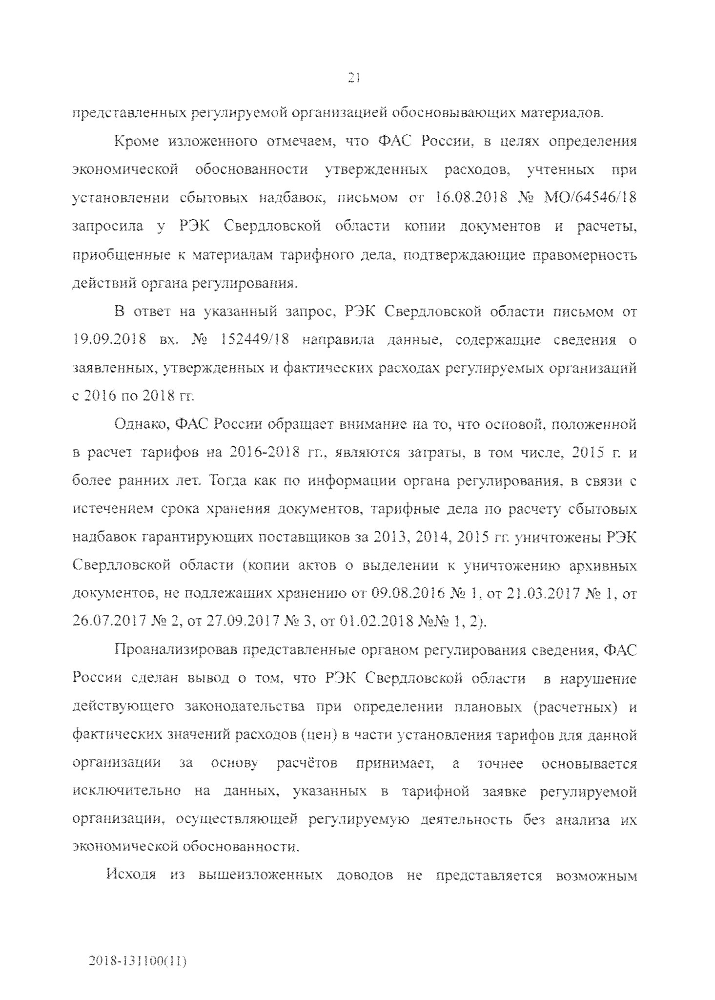 21
представленных регулируемой организацией обосновывающих материалов.
Кроме изложенного отмечаем, что ФАС России, в целях определения
экономической обоснованности утвержденных расходов, учтенных при
установлении сбытовых надбавок, письмом от 16.08.2018 № МО/64546/18
запросила у РЭК Свердловской области копии документов и расчеты,
приобщенные к материалам тарифного дела, подтверждающие правомерность
действий органа регулирования.
В ответ на указанный запрос, РЭК Свердловской области письмом от
19.09.2018 вх. № 152449/18 направила данные, содержащие сведения о
заявленных, утвержденных и фактических расходах регулируемых организаций
с 2016 по 2018 гг.
Однако, ФАС России обращает внимание на то, что основой, положенной
в расчет тарифов на 2016-2018 гг., являются затраты, в том числе, 2015 г. и
более ранних лет. Тогда как по информации органа регулирования, в связи с
истечением срока хранения документов, тарифные дела по расчету сбытовых
надбавок гарантирующих поставщиков за 2013, 2014, 2015 гг. уничтожены РЭК
Свердловской области (копии актов о выделении к уничтожению архивных
документов, не подлежащих хранению от 09.08.2016 № 1, от 21.03.2017 № 1, от
26.07.2017 № 2, от 27.09.2017 № 3, от 01.02.2018 №№ 1, 2).
Проанализировав представленные органом регулирования сведения, ФАС
России сделан вывод о том, что РЭК Свердловской области в нарушение
действующего законодательства при определении плановых (расчетных) и
фактических значений расходов (цен) в части установления тарифов для данной
организации за основу расчётов принимает, а точнее основывается
исключительно на данных, указанных в тарифной заявке регулируемой
организации, осуществляющей регулируемую деятельность без анализа их
экономической обоснованности.
Исходя из вышеизложенных доводов не представляется возможным
2018-131100(11)